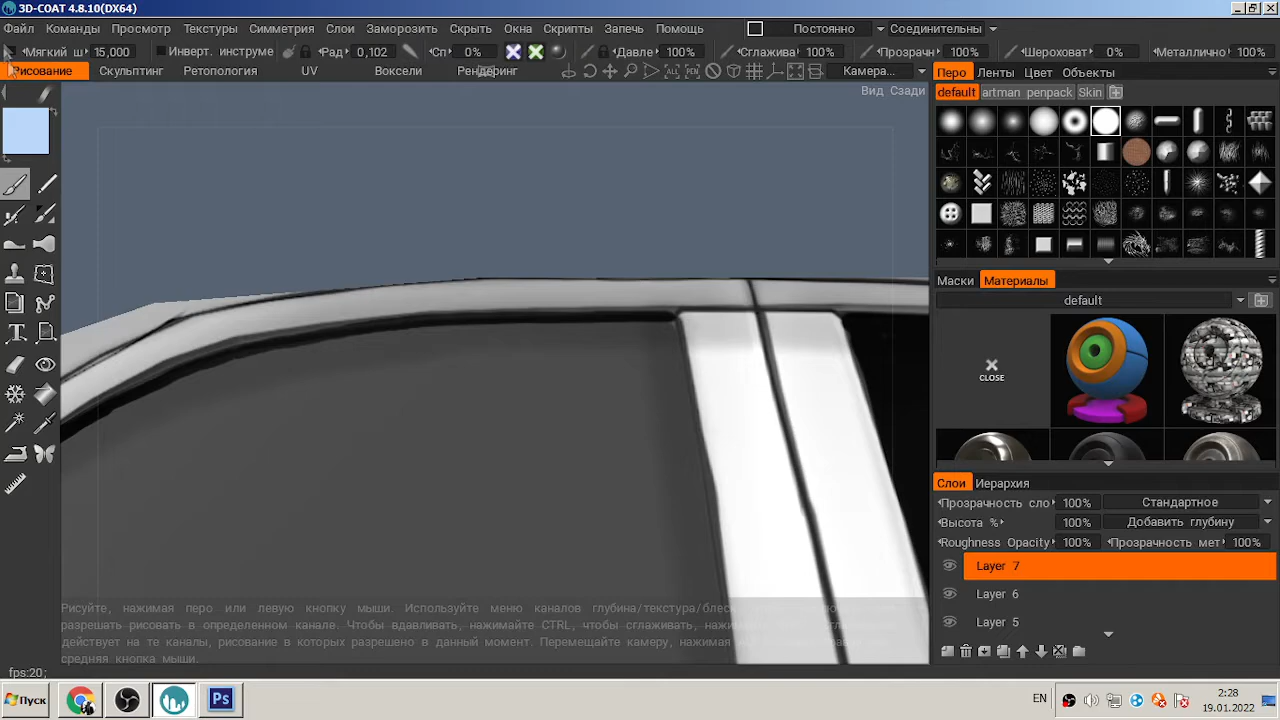 3D-COAT 4.8.10(DX64)
Файл Команды Просмотр Текстуры Симметрия Слои Заморозить Скрыть Окна Скрипты Запечь Помощь Постоянно Соединительны
Мягкий ш 15,000 Инверт. инструме Рад 0,102 Сп 0% Давле 100% Сглажива 100% Прозрачн 100% Шероховат 0% Металлично 100%
Рисование Скульптинг Ретопология UV Воксели Рендеринг ALL PEN Камера... Перо Ленты Цвет Объекты
Вид Сзади default artman penpack Skin
Маски Материалы
default
CLOSE
Слои Иерархия
Прозрачность сло 100% Стандартное
Высота % 100% Добавить глубину
Roughness Opacity 100% Прозрачность мет 100%
Layer 7
Layer 6
Layer 5
Рисуйте, нажимая перо или левую кнопку мыши. Используйте меню каналов глубина/текстура/блес
разрешать рисовать в определенном канале. Чтобы вдавливать, нажимайте CTRL, чтобы сглаживать, наж
действует на те каналы, рисование в которых разрешено в данный момент. Перемещайте камеру, нажимая
средняя кнопка мыши.
fps:20;
Пуск Ps EN 2:28
19.01.2022